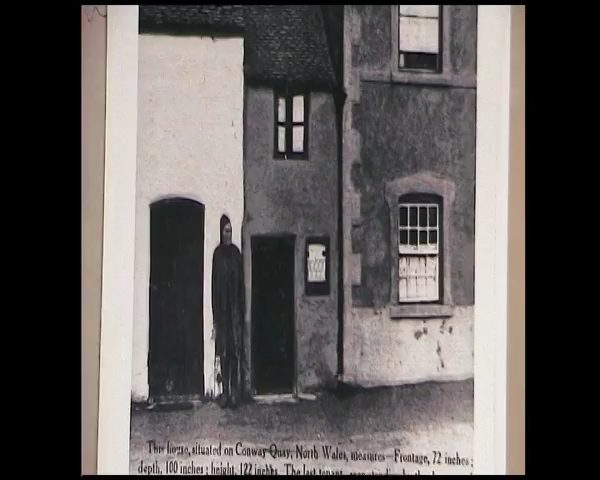 This house, situated on Conway Quay, North Wales, measures—Frontage, 72 inches;
depth, 100 inches; height, 122 inches. The last tenant,